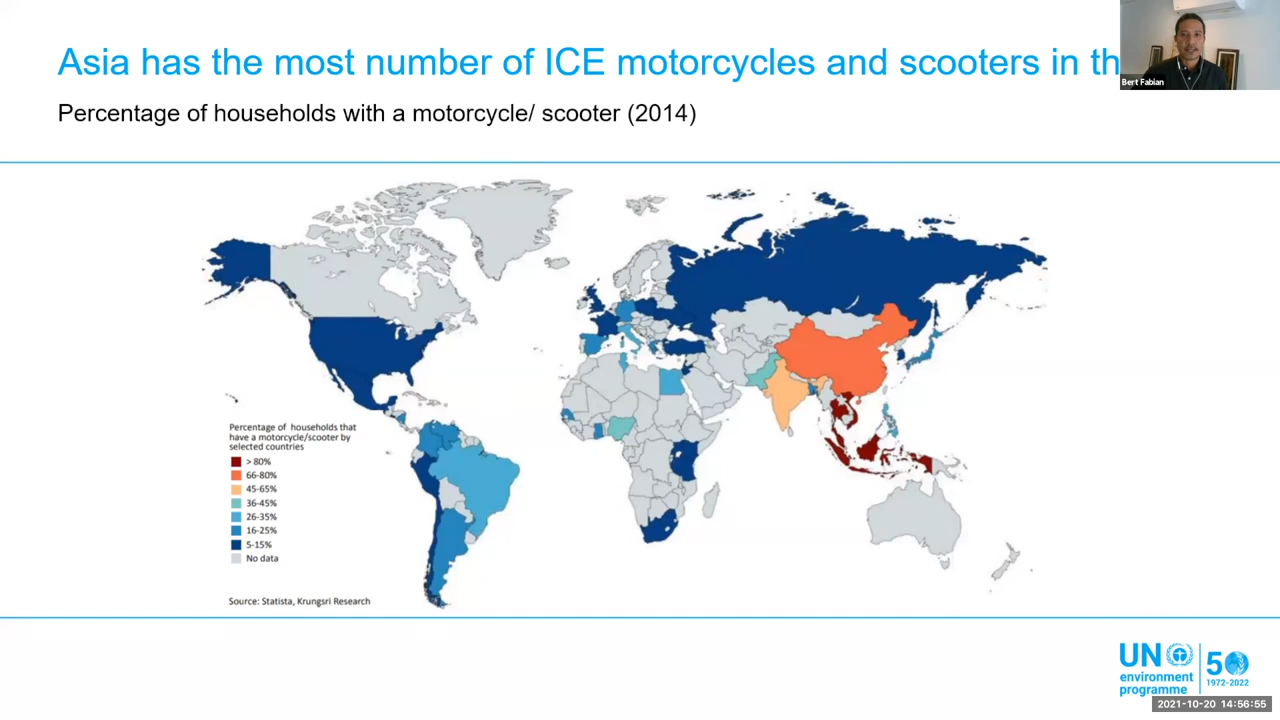 Asia has the most number of ICE motorcycles and scooters in th
Bert Fabian
Percentage of households with a motorcycle/ scooter (2014)
Percentage of households that
have a motorcycle/scooter by
selected countries
> 80%
66-80%
45-65%
36-45%
26-35%
16-25%
5-15%
No data
Source: Statista, Krungsri Research
UN
environment
programme
50
1972-2022
2021-10-20 14:56:55